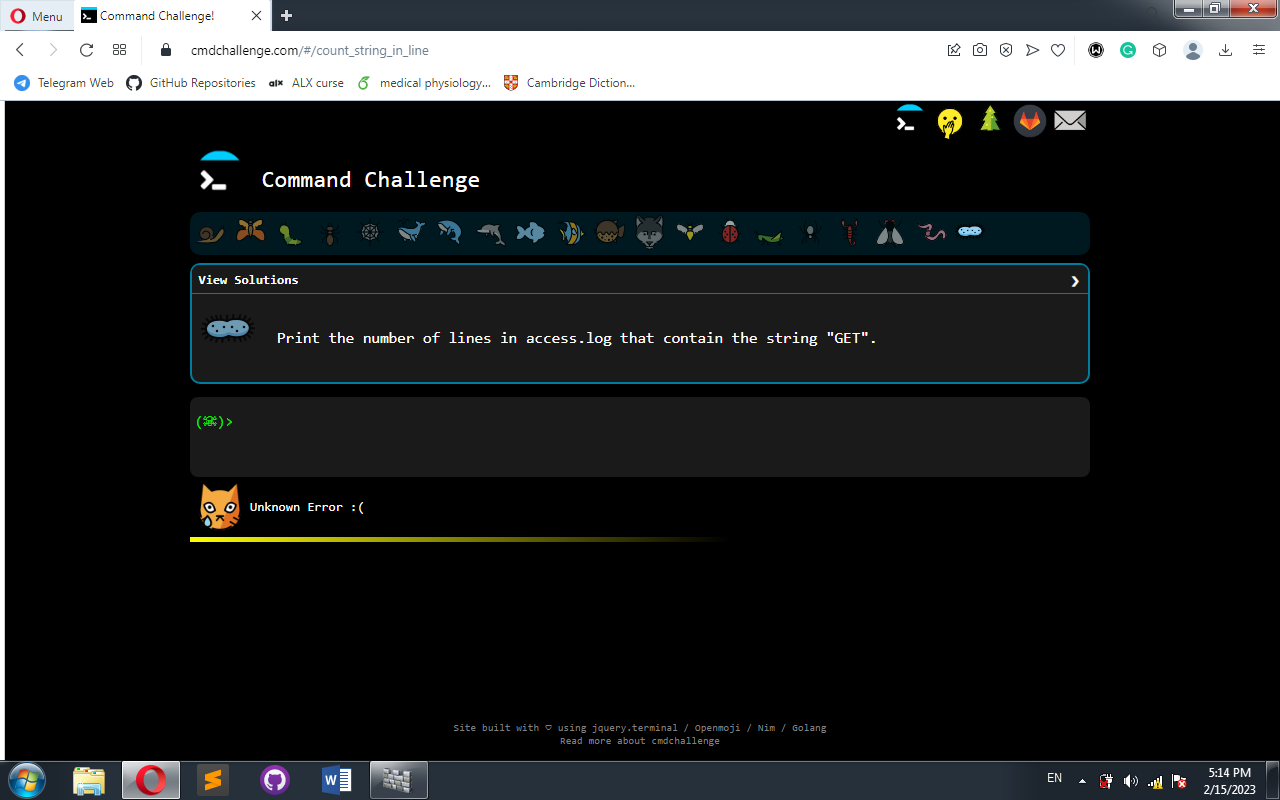 Menu
Command Challenge!
cmdchallenge.com/#/count_string_in_line
Telegram Web
GitHub Repositories
alx ALX curse
medical physiology...
Cambridge Diction...
Command Challenge
View Solutions
Print the number of lines in access.log that contain the string "GET".
Unknown Error :(
Site built with ♡ using jquery.terminal / Openmoji / Nim / Golang
Read more about cmdchallenge
EN
5:14 PM
2/15/2023